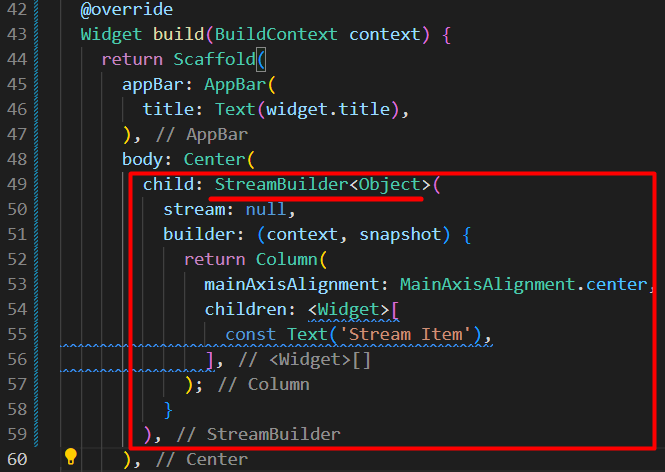 42 @override
43 Widget build(BuildContext context) {
44 return Scaffold(
45 appBar: AppBar(
46 title: Text(widget.title),
47 ), // AppBar
48 body: Center(
49 child: StreamBuilder<Object>(
50 stream: null,
51 builder: (context, snapshot) {
52 return Column(
53 mainAxisAlignment: MainAxisAlignment.center,
54 children: <Widget>[
55 const Text('Stream Item'),
56 ], // <Widget>[]
57 ); // Column
58 }
59 ), // StreamBuilder
60 ), // Center